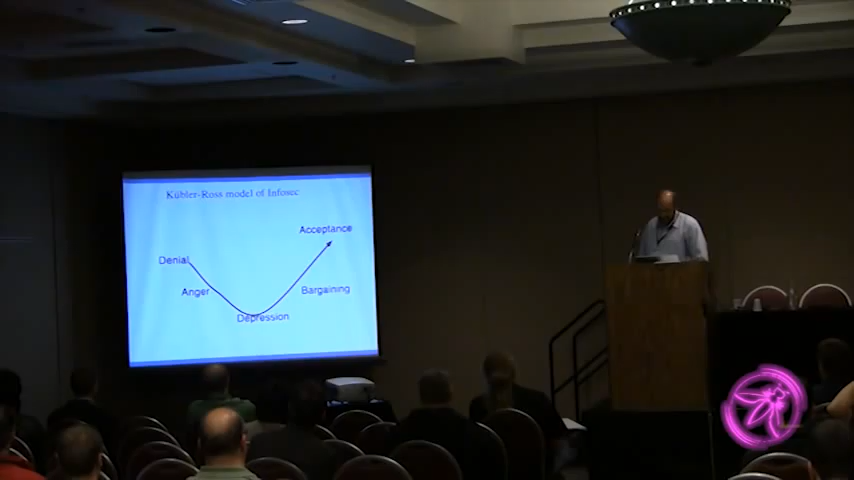 Kübler-Ross model of Infosec
Acceptance
Denial
Anger
Bargaining
Depression